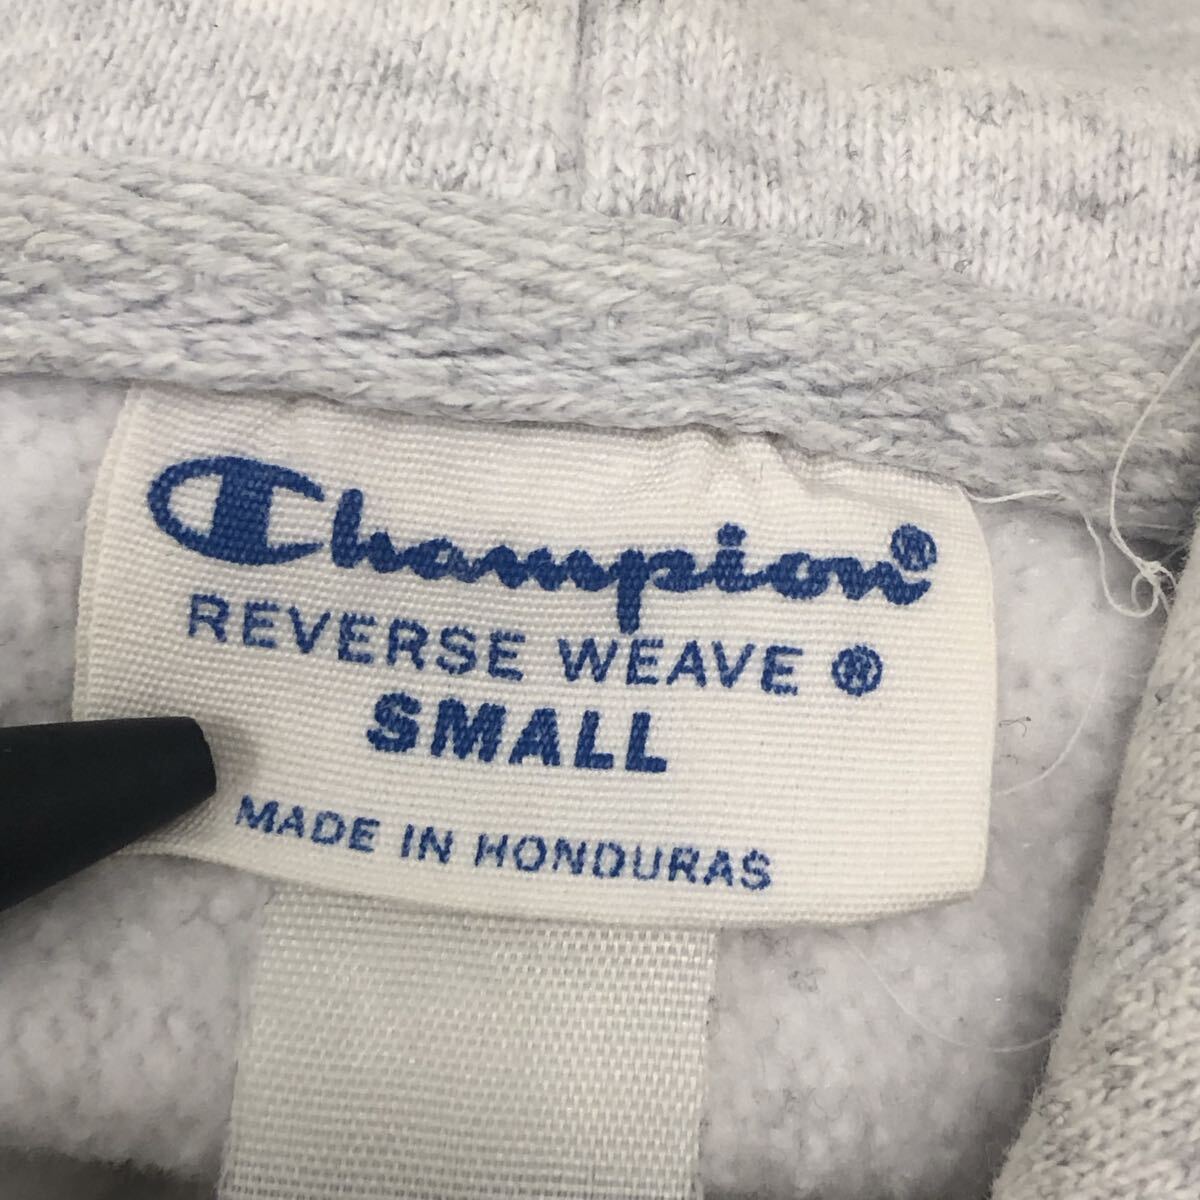 Champion®
REVERSE WEAVE ®
SMALL
MADE IN HONDURAS